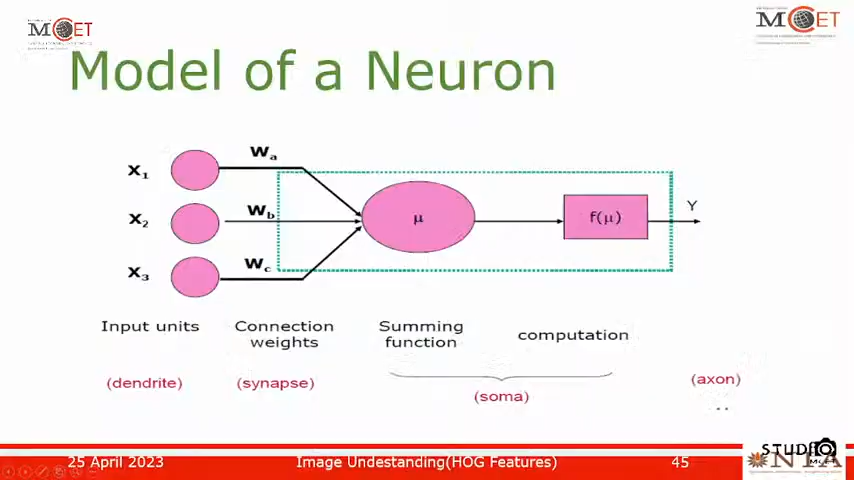 MCET
MCET
Model of a Neuron
X1
Wa
X2
Wb
X3
Wc
μ
f(μ)
Y
Input units
Connection
weights
Summing
function
computation
(dendrite)
(synapse)
(soma)
(axon)
25 April 2023
Image Undestanding(HOG Features)
45
STUDIO
MCET